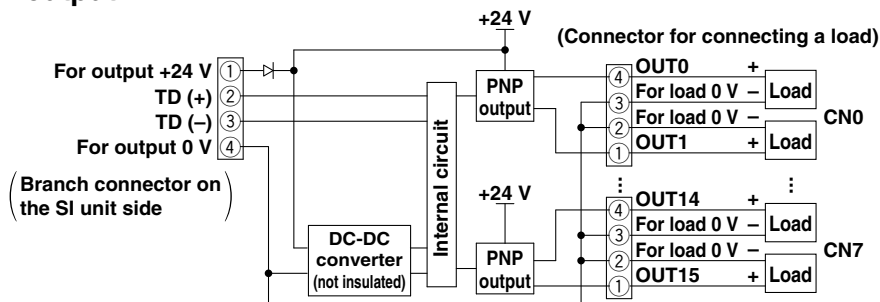 +24 V
(Connector for connecting a load)
For output +24 V ①
TD (+) ②
TD (–) ③
For output 0 V ④
(Branch connector on
the SI unit side)
Internal circuit
DC-DC
converter
(not insulated)
PNP
output
④ OUT0 + Load
③ For load 0 V –
② For load 0 V – Load
① OUT1 +
CN0
+24 V
PNP
output
④ OUT14 + Load
③ For load 0 V –
② For load 0 V – Load
① OUT15 +
CN7